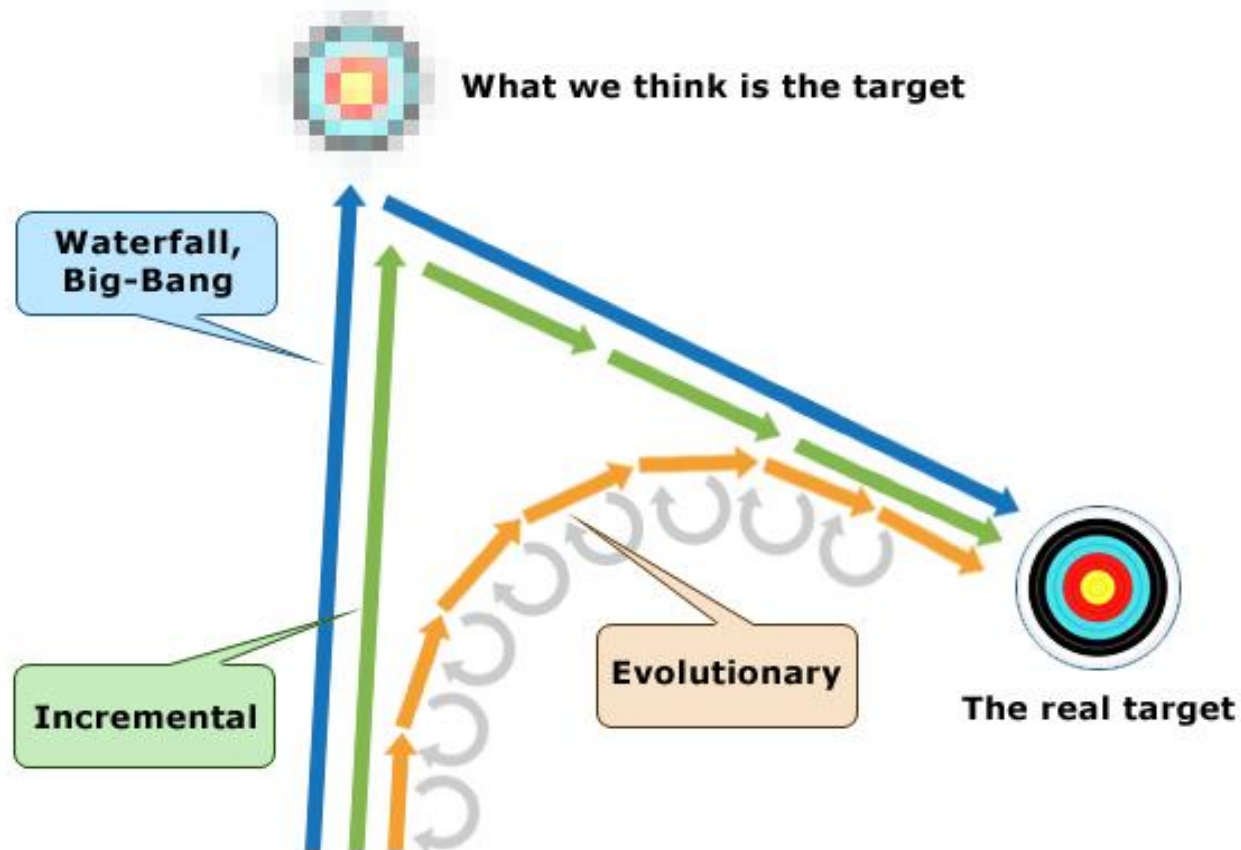 What we think is the target
Waterfall,
Big-Bang
Evolutionary
Incremental
The real target